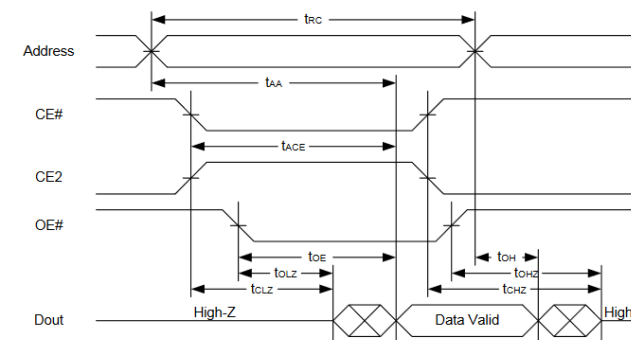 tRC
Address
tAA
CE#
tACE
CE2
OE#
tOE
tOH
tOLZ
tOHZ
tCLZ
tCHZ
High-Z
High
Dout
Data Valid